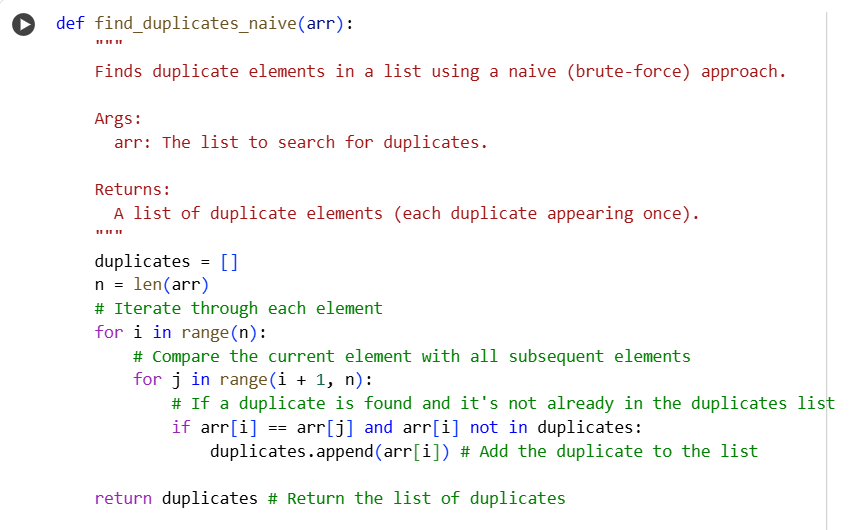 def find_duplicates_naive(arr):
    """
    Finds duplicate elements in a list using a naive (brute-force) approach.

    Args:
      arr: The list to search for duplicates.

    Returns:
      A list of duplicate elements (each duplicate appearing once).
    """
    duplicates = []
    n = len(arr)
    # Iterate through each element
    for i in range(n):
        # Compare the current element with all subsequent elements
        for j in range(i + 1, n):
            # If a duplicate is found and it's not already in the duplicates list
            if arr[i] == arr[j] and arr[i] not in duplicates:
                duplicates.append(arr[i]) # Add the duplicate to the list

    return duplicates # Return the list of duplicates